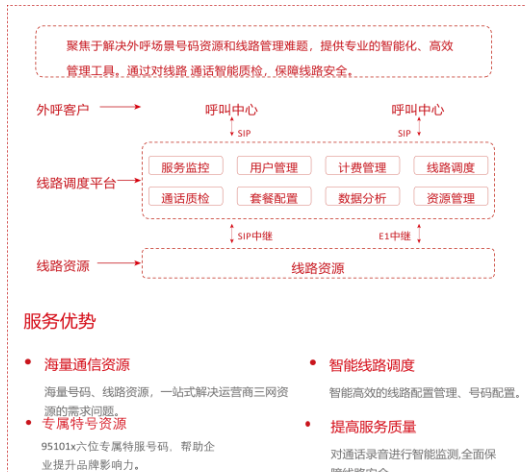 聚焦于解决外呼场景号码资源和线路管理难题，提供专业的智能化、高效
管理工具。通过对线路 通话智能质检，保障线路安全。
外呼客户
呼叫中心
呼叫中心
SIP
SIP
线路调度平台
服务监控
用户管理
计费管理
线路调度
通话质检
套餐配置
数据分析
资源管理
SIP中继
E1中继
线路资源
线路资源
服务优势
• 海量通信资源
海量号码、线路资源，一站式解决运营商三网资
源的需求问题。
• 专属特号资源
95101x六位专属特服号码，帮助企
业提升品牌影响力。
• 智能线路调度
智能高效的线路配置管理、号码配置。
• 提高服务质量
对通话录音进行智能监测,全面保
障线路安全